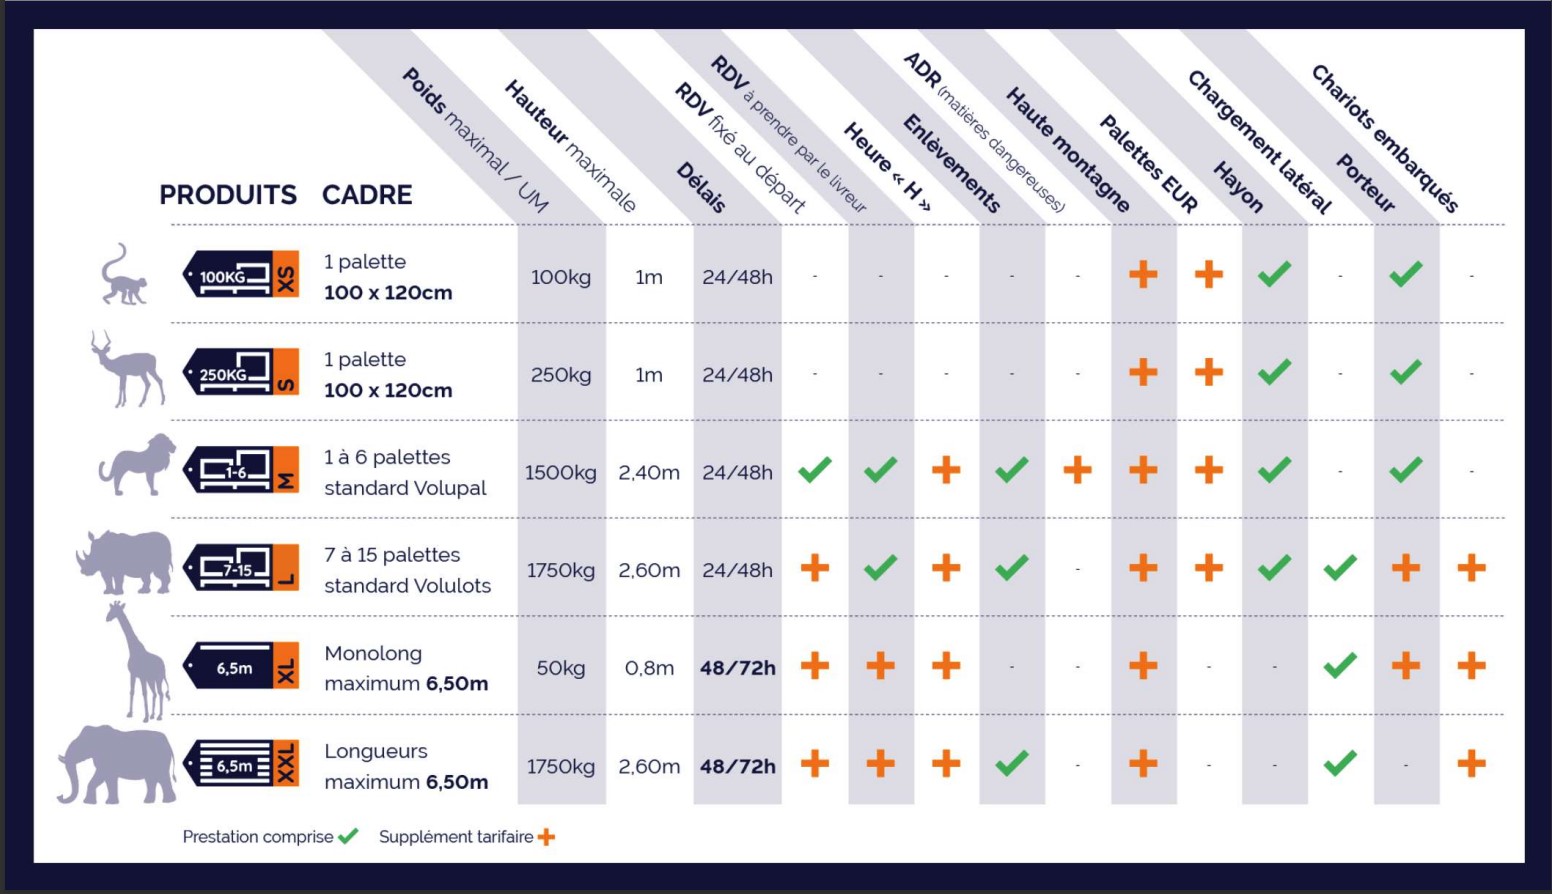 Poids maximal / UM
Hauteur maximale
Délais
RDV fixé au départ
RDV à prendre par le livreur
Heure « H »
Enlèvements
ADR (matières dangereuses)
Haute montagne
Palettes EUR
Hayon
Chargement latéral
Porteur
Chariots embarqués
PRODUITS CADRE
1 palette
100KG XS 100kg 1m 24/48h - - - - - + + ✓ - ✓ -
100 x 120cm
1 palette
250KG S 250kg 1m 24/48h - - - - - + + ✓ - ✓ -
100 x 120cm
1 à 6 palettes
1-6 M 1500kg 2,40m 24/48h ✓ ✓ + ✓ + + + ✓ - ✓ -
standard Volupal
7 à 15 palettes
7-15 L 1750kg 2,60m 24/48h + ✓ + ✓ - + + ✓ ✓ + +
standard Volulots
Monolong
6,5m XL 50kg 0,8m 48/72h + + + - - + - - ✓ + +
maximum 6,50m
Longueurs
6,5m XXL 1750kg 2,60m 48/72h + + + ✓ - + - - ✓ - +
maximum 6,50m
Prestation comprise ✓ Supplément tarifaire +